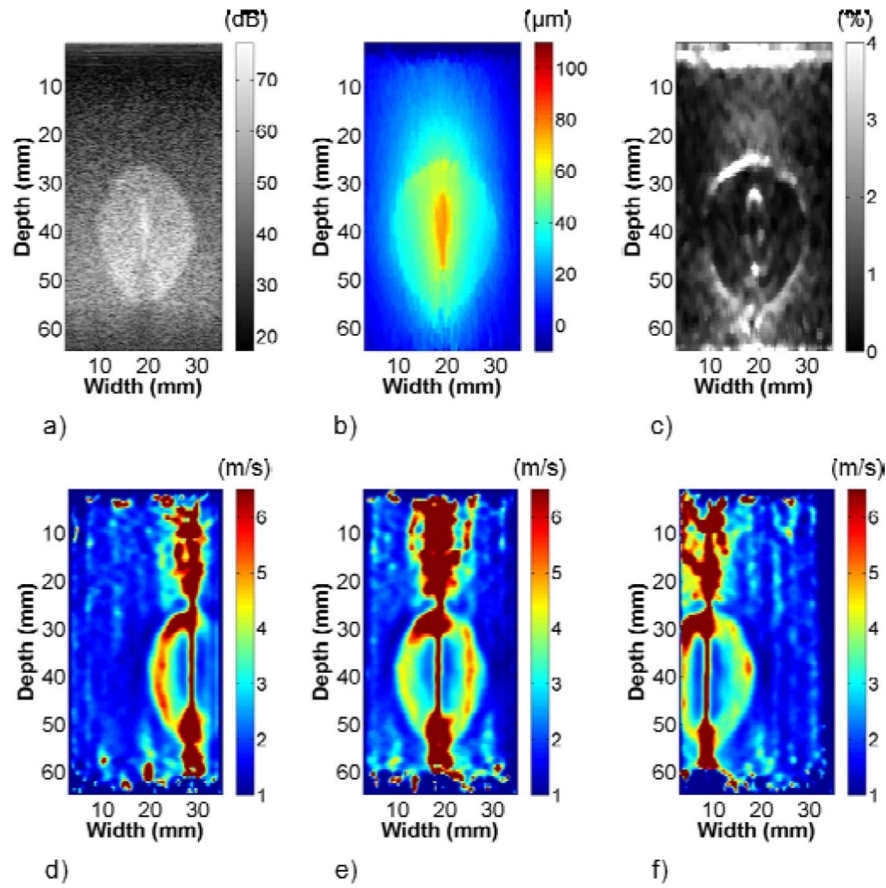 (dB) (µm) (%)
70 100 4
10 10 10
60 80 3
20 20 20
50 60
Depth (mm) 30 Depth (mm) 30 Depth (mm) 30 2
40 40 40 40 40
50 50 20 50 1
30
60 60 0 60
20 0
10 20 30 10 20 30 10 20 30
Width (mm) Width (mm) Width (mm)
a) b) c)
(m/s) (m/s) (m/s)
6 6 6
10 10 10
5 5 5
20 20 20
Depth (mm) 30 4 Depth (mm) 30 4 Depth (mm) 30 4
40 3 40 3 40 3
50 2 50 2 50 2
60 1 60 1 60 1
10 20 30 10 20 30 10 20 30
Width (mm) Width (mm) Width (mm)
d) e) f)